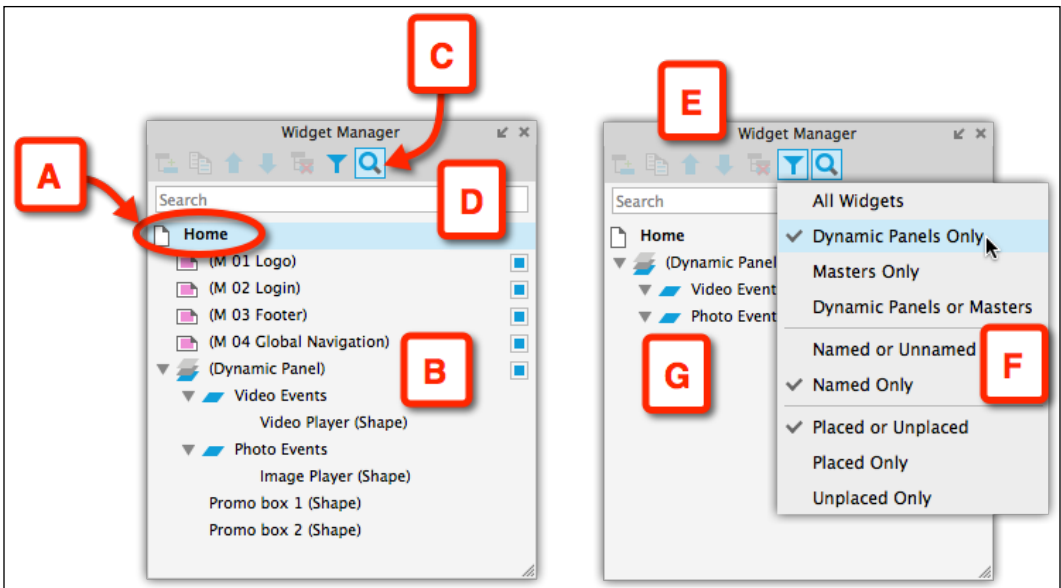 C
E
A
Widget Manager
D
Search
Home
(M 01 Logo)
(M 02 Login)
(M 03 Footer)
(M 04 Global Navigation)
(Dynamic Panel)
B
Video Events
Video Player (Shape)
Photo Events
Image Player (Shape)
Promo box 1 (Shape)
Promo box 2 (Shape)
Widget Manager
Search
Home
(Dynamic Panel
Video Event
Photo Event
G
All Widgets
Dynamic Panels Only
Masters Only
Dynamic Panels or Masters
Named or Unnamed
F
Named Only
Placed or Unplaced
Placed Only
Unplaced Only